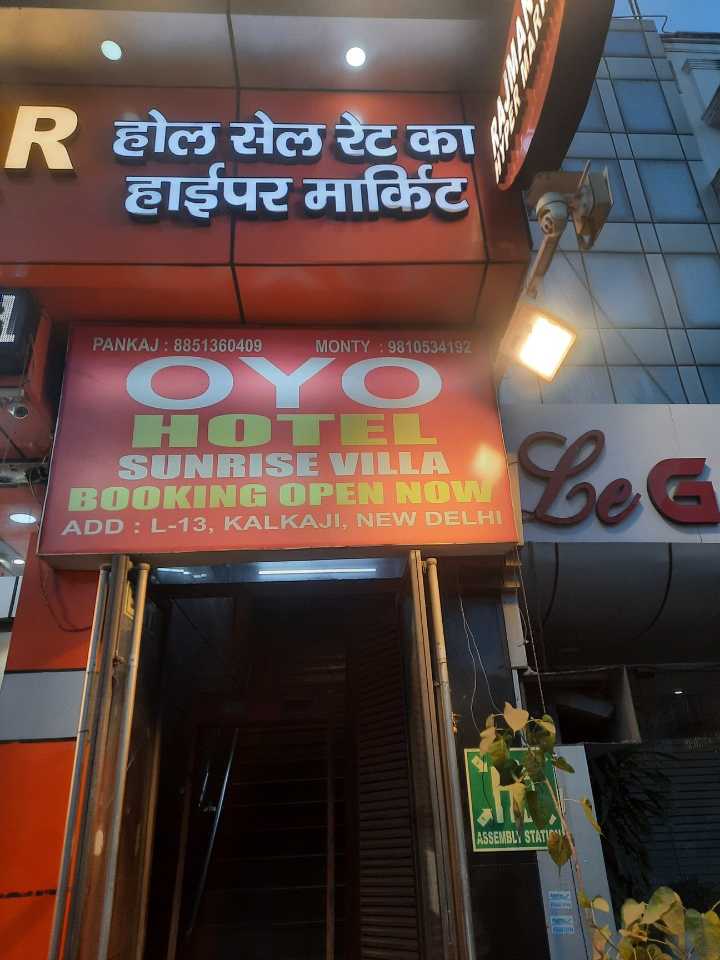 R
होल सेल रेट का
हाईपर मार्किट
PANKAJ : 8851360409 MONTY : 9810534192
OYO
HOTEL
SUNRISE VILLA
BOOKING OPEN NOW
ADD : L-13, KALKAJI, NEW DELHI
Le G
ASSEMBLY STATION